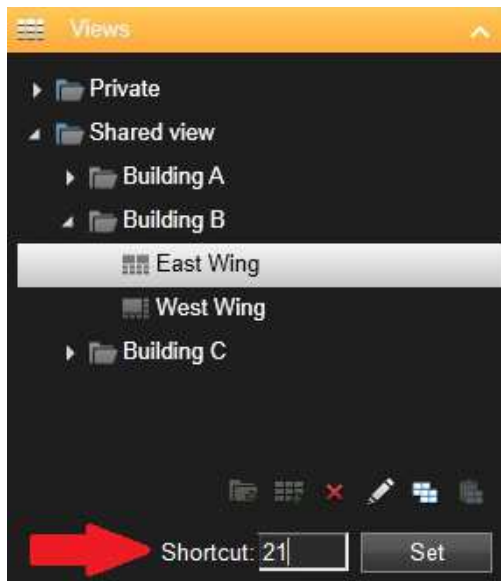 Views
Private
Shared view
Building A
Building B
East Wing
West Wing
Building C
Shortcut: 21 Set